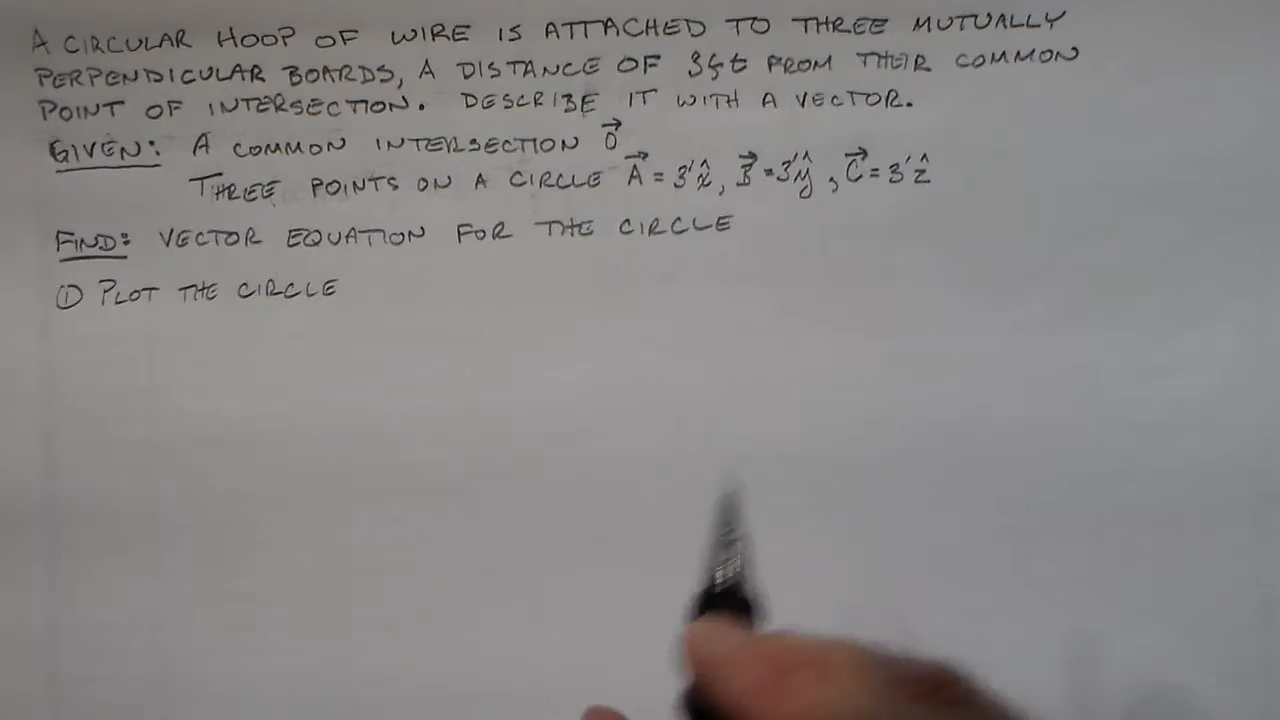 A CIRCULAR HOOP OF WIRE IS ATTACHED TO THREE MUTUALLY
PERPENDICULAR BOARDS, A DISTANCE OF 3ft FROM THEIR COMMON
POINT OF INTERSECTION. DESCRIBE IT WITH A VECTOR.
GIVEN: A COMMON INTERSECTION O⃗
THREE POINTS ON A CIRCLE A⃗ = 3'x̂, B⃗ = 3'ŷ, C⃗ = 3'ẑ
FIND: VECTOR EQUATION FOR THE CIRCLE
① PLOT THE CIRCLE